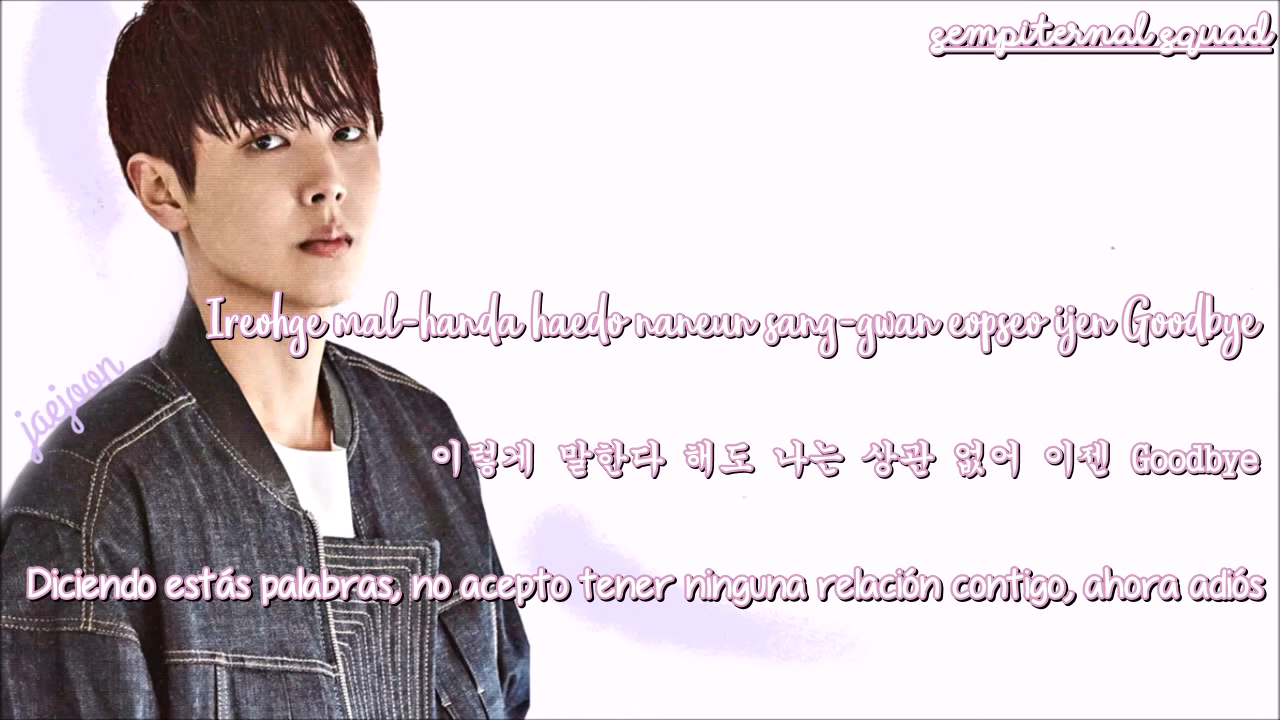 sempiternal squad
Ireohge mal-handa haedo naneun sang-gwan eopseo ijen Goodbye
jaejoon
이렇게 말한다 해도 나는 상관 없어 이젠 Goodbye
Diciendo estás palabras, no acepto tener ninguna relación contigo, ahora adiós